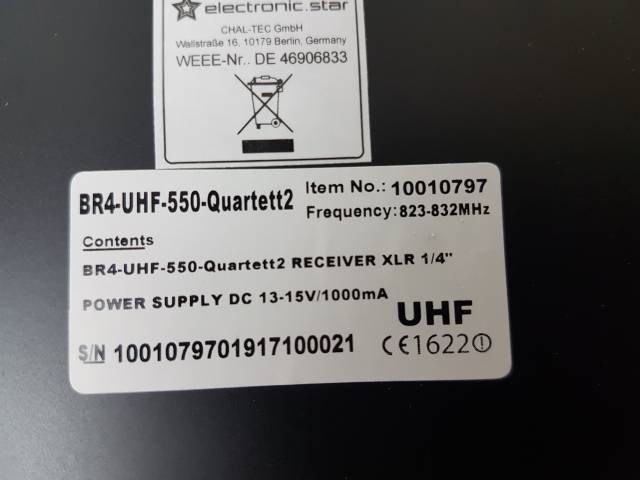 electronic.star
CHAL-TEC GmbH
Wallstraße 16, 10179 Berlin, Germany
WEEE-Nr.. DE 46906833
BR4-UHF-550-Quartett2
Item No.: 10010797
Frequency:823-832MHz
Contents
BR4-UHF-550-Quartett2 RECEIVER XLR 1/4"
POWER SUPPLY DC 13-15V/1000mA
UHF
S/N 1001079701917100021
CE1622